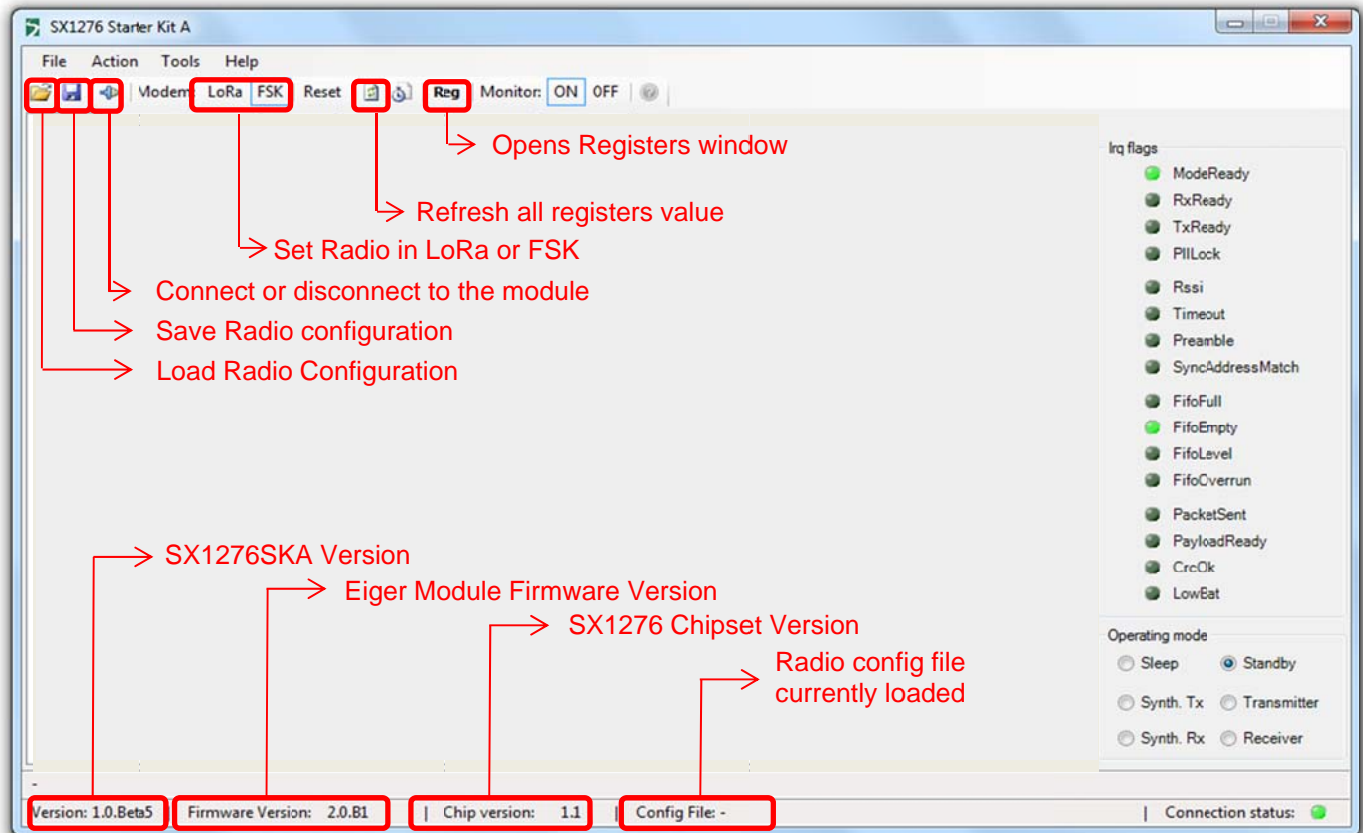 SX1276 Starter Kit A
File Action Tools Help
Modem: LoRa FSK Reset Reg Monitor: ON OFF
Opens Registers window
Refresh all registers value
Set Radio in LoRa or FSK
Connect or disconnect to the module
Save Radio configuration
Load Radio Configuration
Irq flags
ModeReady
RxReady
TxReady
PllLock
Rssi
Timeout
Preamble
SyncAddressMatch
FifoFull
FifoEmpty
FifoLevel
FifoOverrun
PacketSent
PayloadReady
CrcOk
LowBat
SX1276SKA Version
Eiger Module Firmware Version
SX1276 Chipset Version
Radio config file
currently loaded
Operating mode
Sleep Standby
Synth. Tx Transmitter
Synth. Rx Receiver
-
Version: 1.0.Beta5 Firmware Version: 2.0.B1 | Chip version: 1.1 | Config File: - | Connection status: